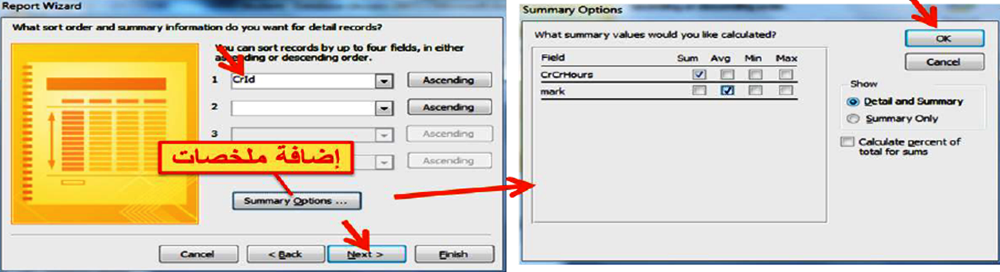 Report Wizard
What sort order and summary information do you want for detail records?
You can sort records by up to four fields, in either
ascending or descending order.
1 CrId Ascending
2 Ascending
3 Ascending
Ascending
إضافة ملخصات
Summary Options ...
Cancel < Back Next > Finish
Summary Options
What summary values would you like calculated?
OK
Cancel
Field Sum Avg Min Max
CrCrHours
mark
Show
Detail and Summary
Summary Only
Calculate percent of
total for sums